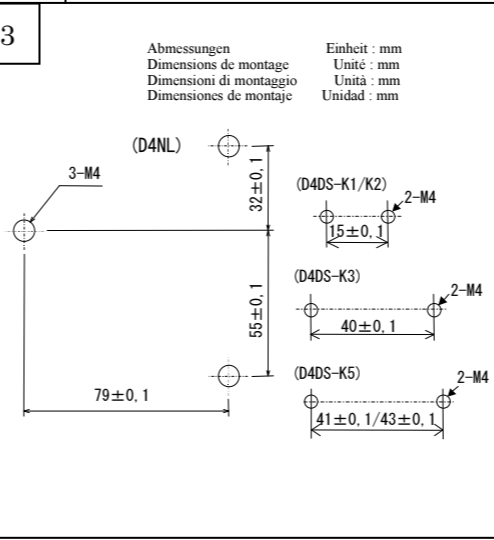 3
Abmessungen Einheit : mm
Dimensions de montage Unité : mm
Dimensioni di montaggio Unità : mm
Dimensiones de montaje Unidad : mm
(D4NL)
3-M4
32±0,1
55±0,1
79±0,1
(D4DS-K1/K2)
2-M4
15±0,1
(D4DS-K3)
2-M4
40±0,1
(D4DS-K5)
2-M4
41±0,1/43±0,1